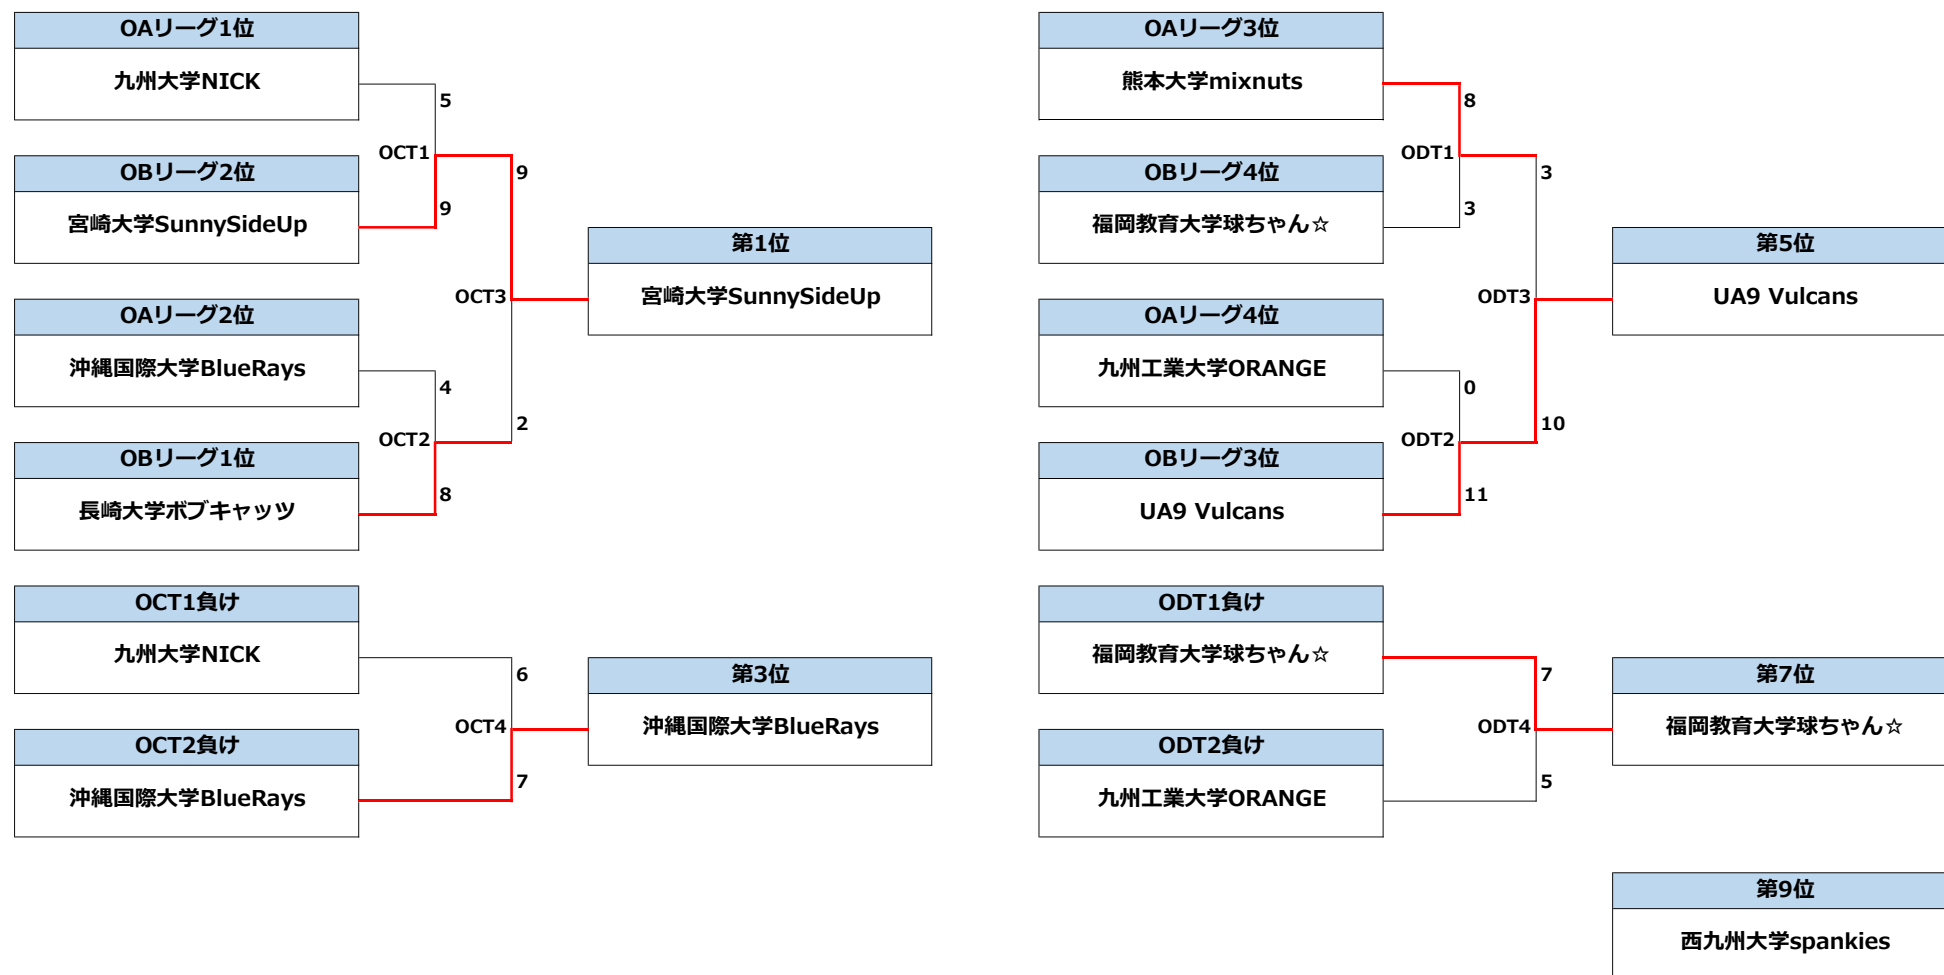 OAリーグ1位
九州大学NICK
5
OCT1
OBリーグ2位
宮崎大学SunnySideUp
9
9
OCT3
第1位
宮崎大学SunnySideUp
OAリーグ2位
沖縄国際大学BlueRays
4
OCT2
2
OBリーグ1位
長崎大学ボブキャッツ
8
OCT1負け
九州大学NICK
6
OCT4
第3位
沖縄国際大学BlueRays
OCT2負け
沖縄国際大学BlueRays
7
OAリーグ3位
熊本大学mixnuts
8
ODT1
OBリーグ4位
福岡教育大学球ちゃん☆
3
3
ODT3
第5位
UA9 Vulcans
OAリーグ4位
九州工業大学ORANGE
0
ODT2
10
OBリーグ3位
UA9 Vulcans
11
ODT1負け
福岡教育大学球ちゃん☆
7
ODT4
第7位
福岡教育大学球ちゃん☆
ODT2負け
九州工業大学ORANGE
5
第9位
西九州大学spankies